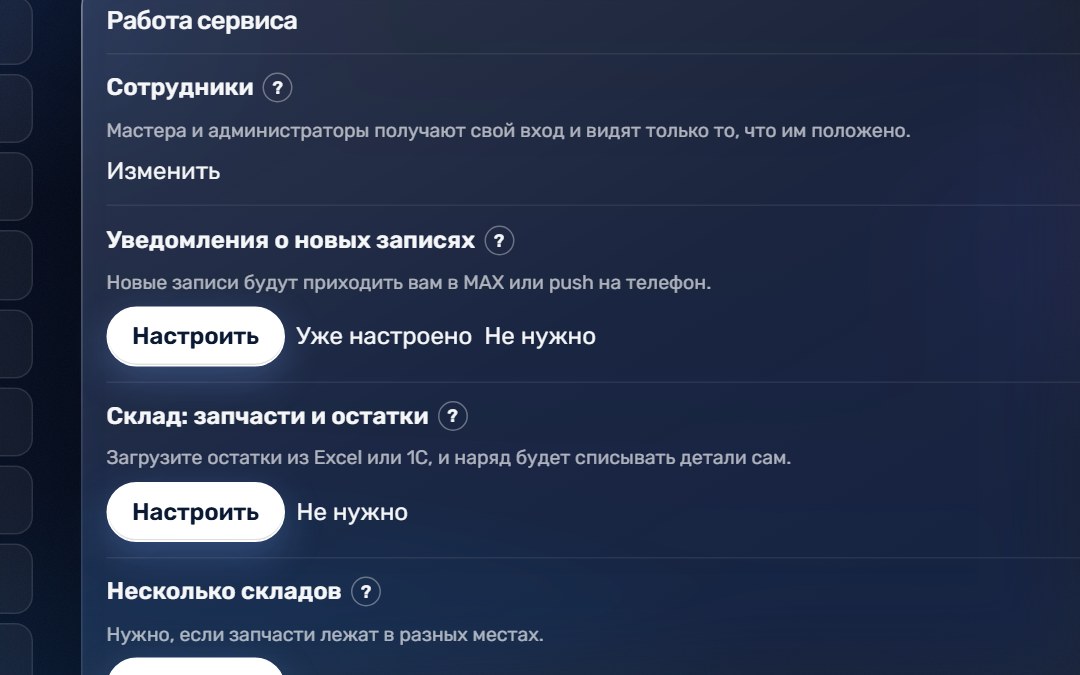 Работа сервиса
Сотрудники ?
Мастера и администраторы получают свой вход и видят только то, что им положено.
Изменить
Уведомления о новых записях ?
Новые записи будут приходить вам в MAX или push на телефон.
Настроить Уже настроено Не нужно
Склад: запчасти и остатки ?
Загрузите остатки из Excel или 1С, и наряд будет списывать детали сам.
Настроить Не нужно
Несколько складов ?
Нужно, если запчасти лежат в разных местах.